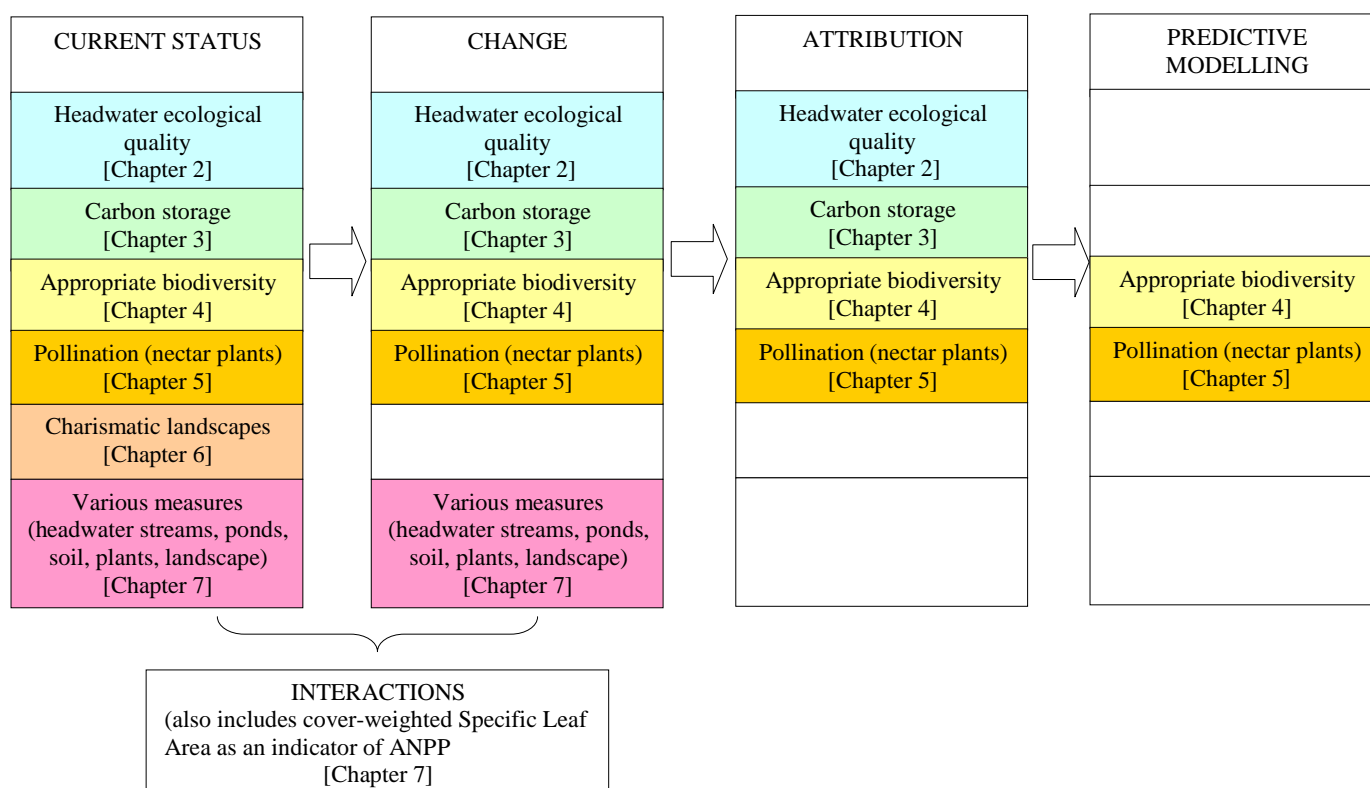 CURRENT STATUS
Headwater ecological
quality
[Chapter 2]
Carbon storage
[Chapter 3]
Appropriate biodiversity
[Chapter 4]
Pollination (nectar plants)
[Chapter 5]
Charismatic landscapes
[Chapter 6]
Various measures
(headwater streams, ponds,
soil, plants, landscape)
[Chapter 7]
CHANGE
Headwater ecological
quality
[Chapter 2]
Carbon storage
[Chapter 3]
Appropriate biodiversity
[Chapter 4]
Pollination (nectar plants)
[Chapter 5]
Various measures
(headwater streams, ponds,
soil, plants, landscape)
[Chapter 7]
ATTRIBUTION
Headwater ecological
quality
[Chapter 2]
Carbon storage
[Chapter 3]
Appropriate biodiversity
[Chapter 4]
Pollination (nectar plants)
[Chapter 5]
PREDICTIVE
MODELLING
Appropriate biodiversity
[Chapter 4]
Pollination (nectar plants)
[Chapter 5]
INTERACTIONS
(also includes cover-weighted Specific Leaf
Area as an indicator of ANPP
[Chapter 7]